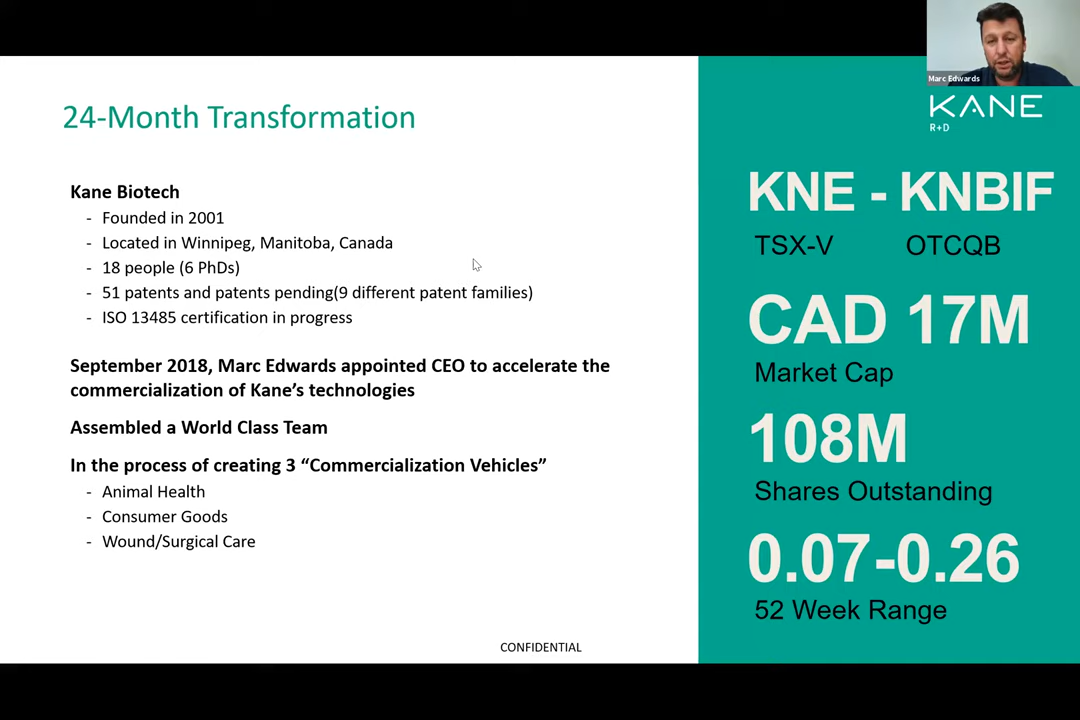 Marc Edwards
KANE
R+D
24-Month Transformation
Kane Biotech
- Founded in 2001
- Located in Winnipeg, Manitoba, Canada
- 18 people (6 PhDs)
- 51 patents and patents pending(9 different patent families)
- ISO 13485 certification in progress
September 2018, Marc Edwards appointed CEO to accelerate the
commercialization of Kane’s technologies
Assembled a World Class Team
In the process of creating 3 “Commercialization Vehicles”
- Animal Health
- Consumer Goods
- Wound/Surgical Care
KNE - KNBIF
TSX-V OTCQB
CAD 17M
Market Cap
108M
Shares Outstanding
0.07-0.26
52 Week Range
CONFIDENTIAL